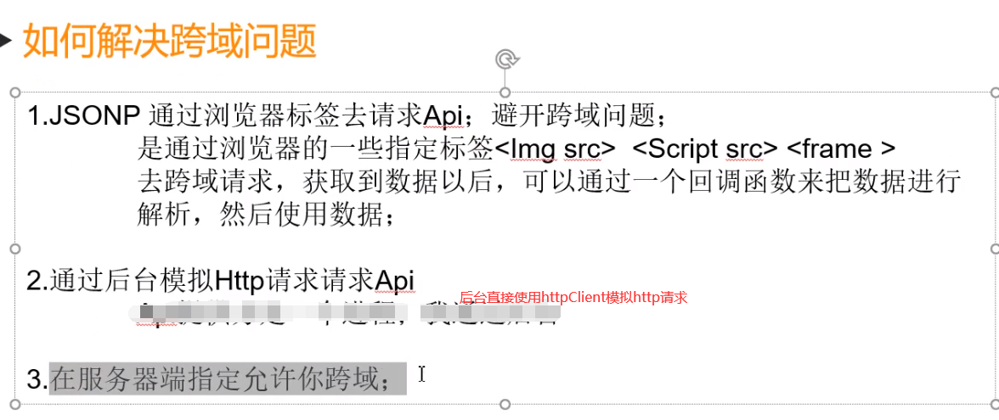 如何解决跨域问题
1.JSONP 通过浏览器标签去请求Api；避开跨域问题；
是通过浏览器的一些指定标签<Img src> <Script src> <frame >
去跨域请求，获取到数据以后，可以通过一个回调函数来把数据进行
解析，然后使用数据；
2.通过后台模拟Http请求请求Api
后台直接使用httpClient模拟http请求
3.在服务器端指定允许你跨域；